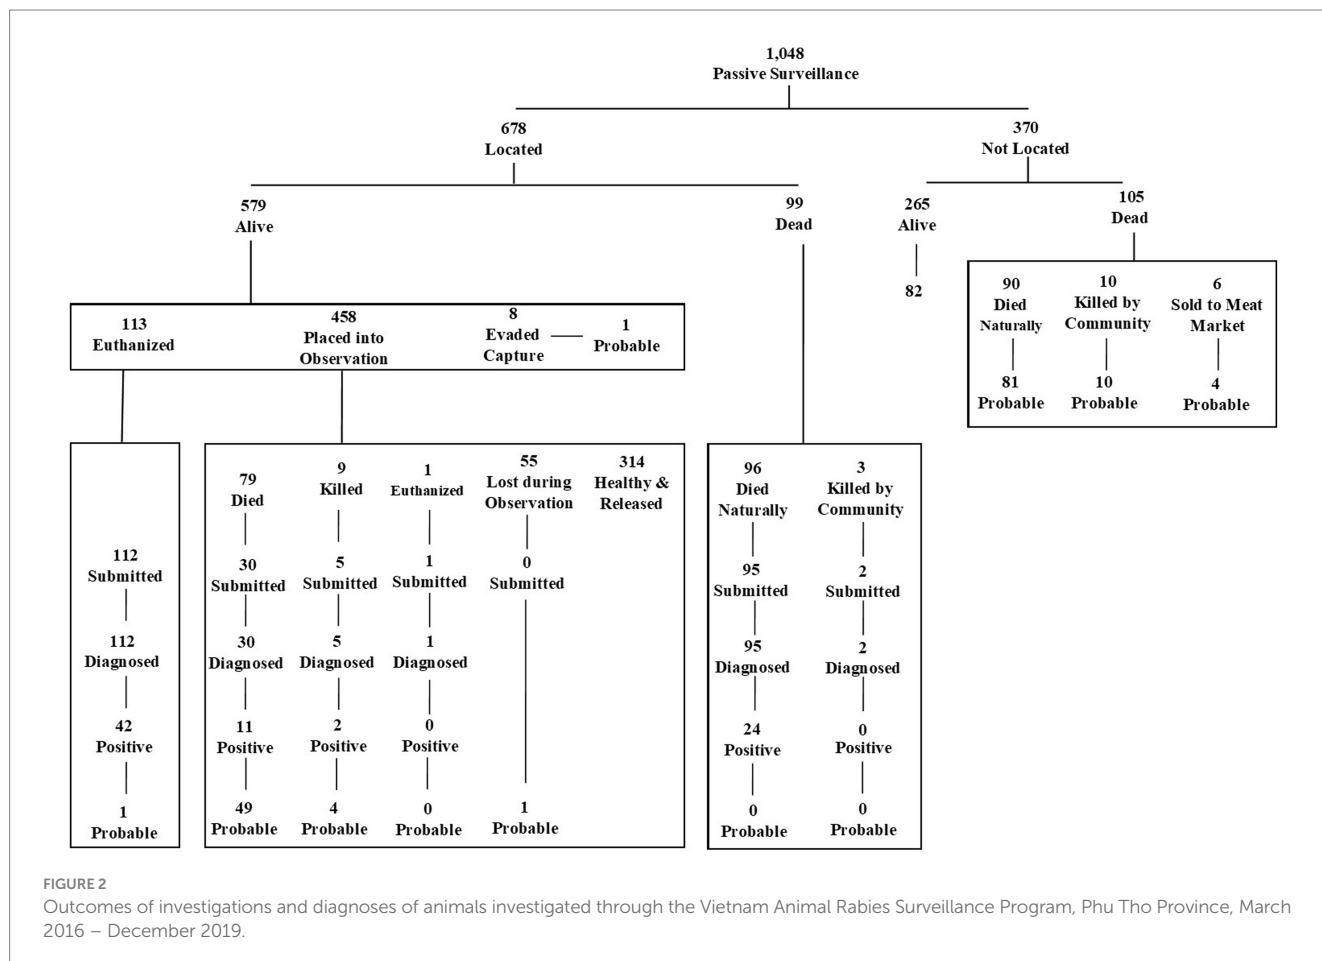 1,048
Passive Surveillance
678
Located
370
Not Located
579
Alive
99
Dead
265
Alive
82
105
Dead
90
Died
Naturally
81
Probable
10
Killed by
Community
10
Probable
6
Sold to Meat
Market
4
Probable
113
Euthanized
458
Placed into
Observation
8
Evaded
Capture
1
Probable
112
Submitted
112
Diagnosed
42
Positive
1
Probable
79
Died
30
Submitted
30
Diagnosed
11
Positive
49
Probable
9
Killed
5
Submitted
5
Diagnosed
2
Positive
4
Probable
1
Euthanized
1
Submitted
1
Diagnosed
0
Positive
0
Probable
55
Lost during
Observation
0
Submitted
1
Probable
314
Healthy &
Released
96
Died
Naturally
95
Submitted
95
Diagnosed
24
Positive
0
Probable
3
Killed by
Community
2
Submitted
2
Diagnosed
0
Positive
0
Probable
FIGURE 2
Outcomes of investigations and diagnoses of animals investigated through the Vietnam Animal Rabies Surveillance Program, Phu Tho Province, March
2016 – December 2019.